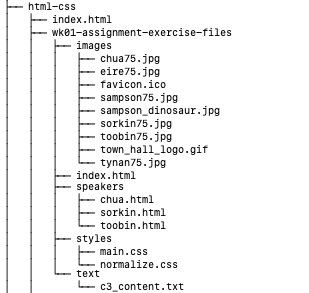 html-css
index.html
wk01-assignment-exercise-files
images
chua75.jpg
eire75.jpg
favicon.ico
sampson75.jpg
sampson_dinosaur.jpg
sorkin75.jpg
toobin75.jpg
town_hall_logo.gif
tynan75.jpg
index.html
speakers
chua.html
sorkin.html
toobin.html
styles
main.css
normalize.css
text
c3_content.txt